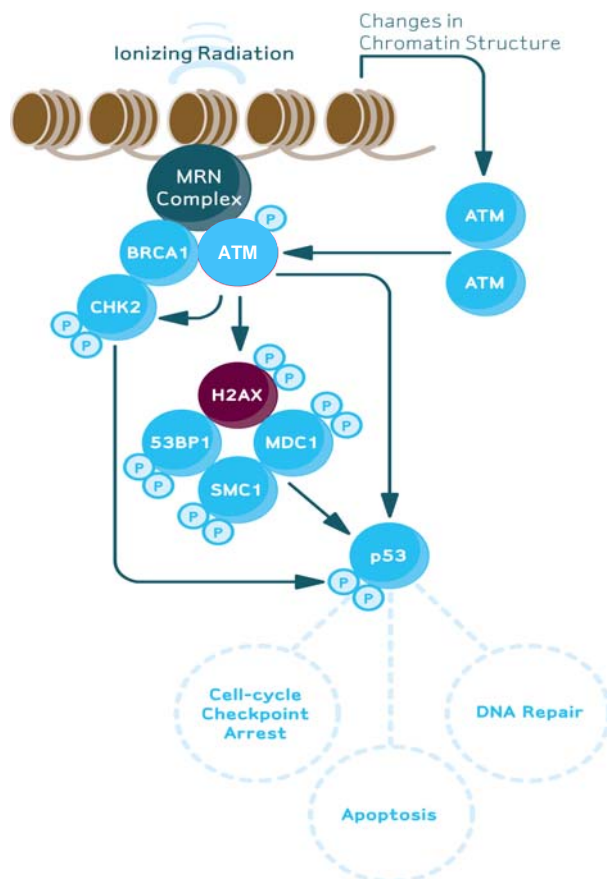 Ionizing Radiation
Changes in
Chromatin Structure
MRN
Complex
P
ATM
BRCA1
ATM
ATM
CHK2
P
P
P
H2AX
P
P
53BP1
MDC1
P
P
SMC1
P
P
P
P
p53
P
P
Cell-cycle
Checkpoint
Arrest
DNA Repair
Apoptosis